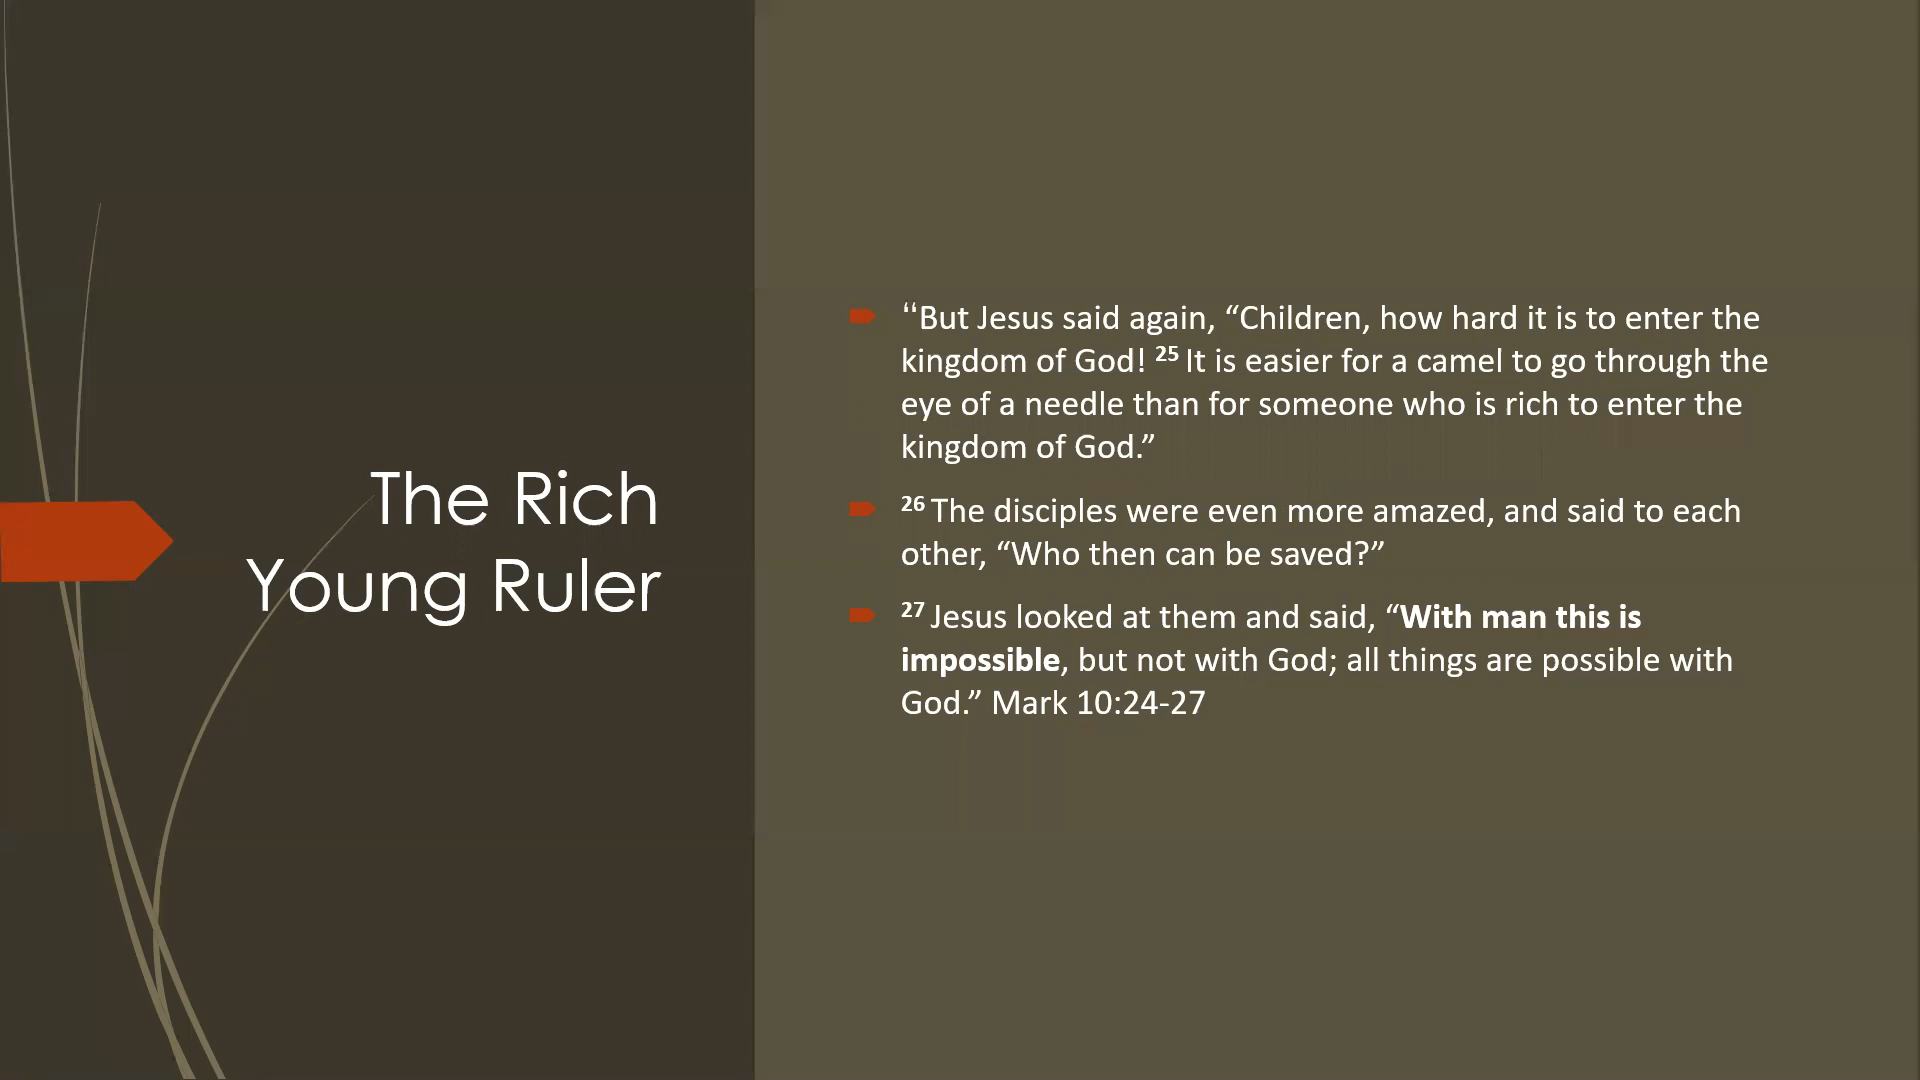 The Rich
Young Ruler
“But Jesus said again, “Children, how hard it is to enter the
kingdom of God! 25 It is easier for a camel to go through the
eye of a needle than for someone who is rich to enter the
kingdom of God.”
26 The disciples were even more amazed, and said to each
other, “Who then can be saved?”
27 Jesus looked at them and said, “With man this is
impossible, but not with God; all things are possible with
God.” Mark 10:24-27